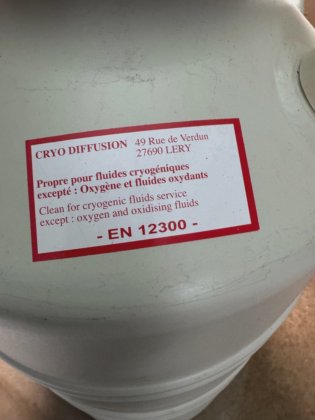 CRYO DIFFUSION 49 Rue de Verdun
27690 LERY
Propre pour fluides cryogéniques
excepté : Oxygène et fluides oxydants
Clean for cryogenic fluids service
except : oxygen and oxidising fluids
- EN 12300 -